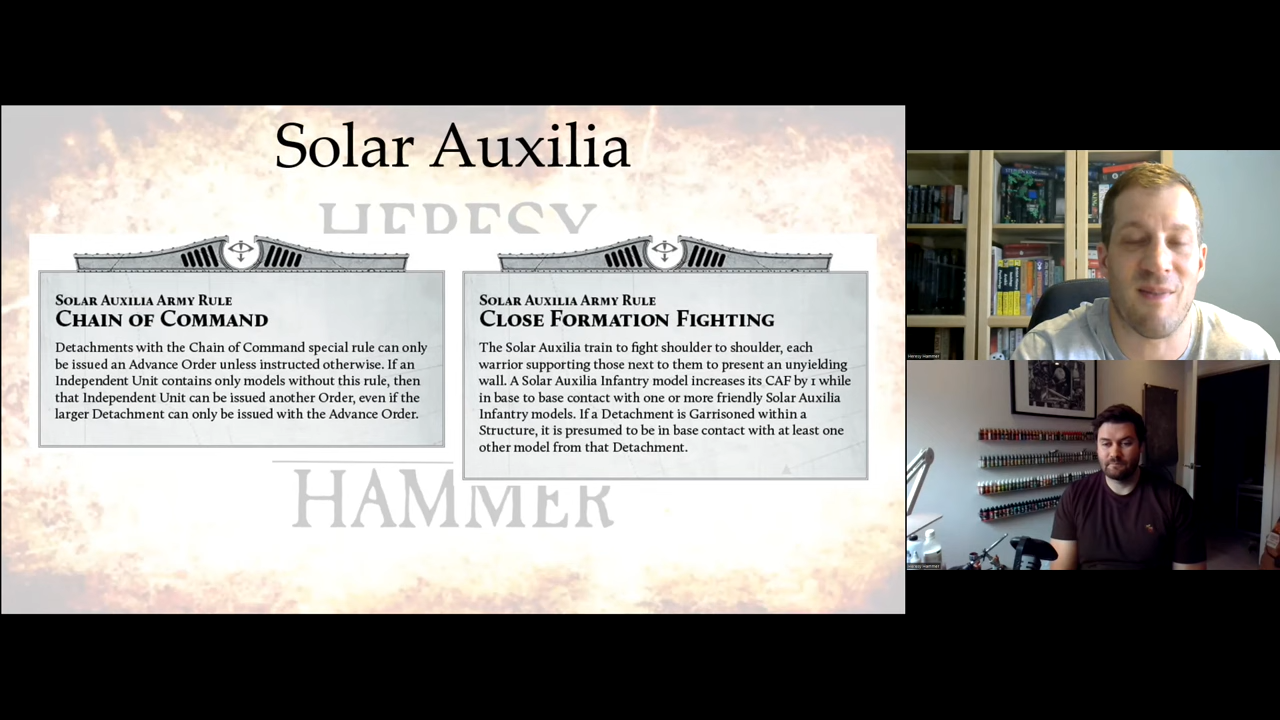 Solar Auxilia
HERESY
Solar Auxilia Army Rule
Chain of Command
Detachments with the Chain of Command special rule can only
be issued an Advance Order unless instructed otherwise. If an
Independent Unit contains only models without this rule, then
that Independent Unit can be issued another Order, even if the
larger Detachment can only be issued with the Advance Order.
Solar Auxilia Army Rule
Close Formation Fighting
The Solar Auxilia train to fight shoulder to shoulder, each
warrior supporting those next to them to present an unyielding
wall. A Solar Auxilia Infantry model increases its CAF by 1 while
in base to base contact with one or more friendly Solar Auxilia
Infantry models. If a Detachment is Garrisoned within a
Structure, it is presumed to be in base contact with at least one
other model from that Detachment.
HAMMER
Heresy Hammer
Heresy Hammer